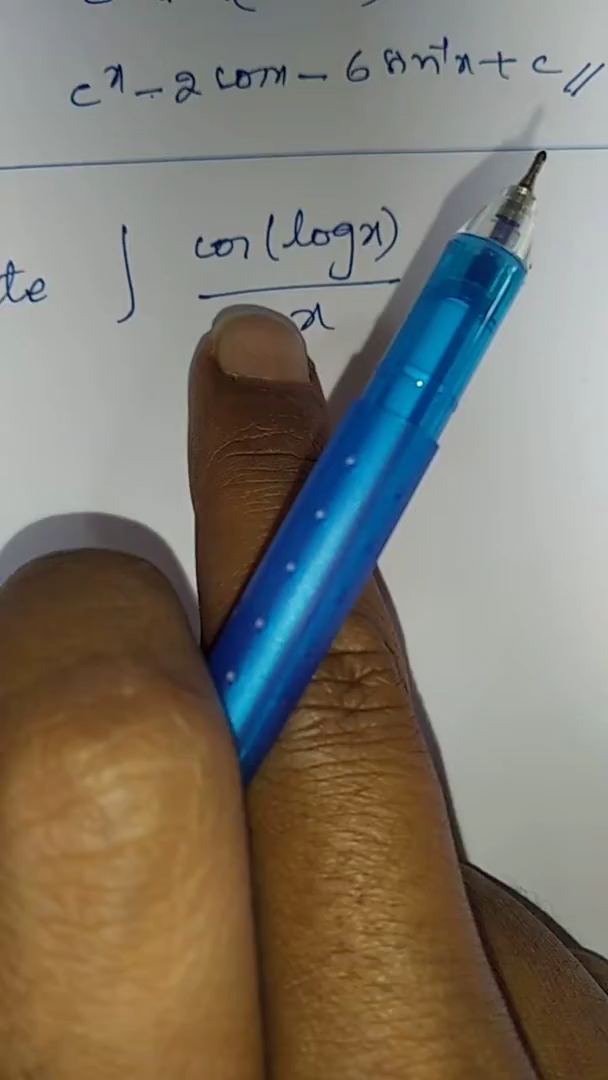 e^x - 2 cos x - 6 sin⁻¹x + c //
te ∫ cos(log x)
x